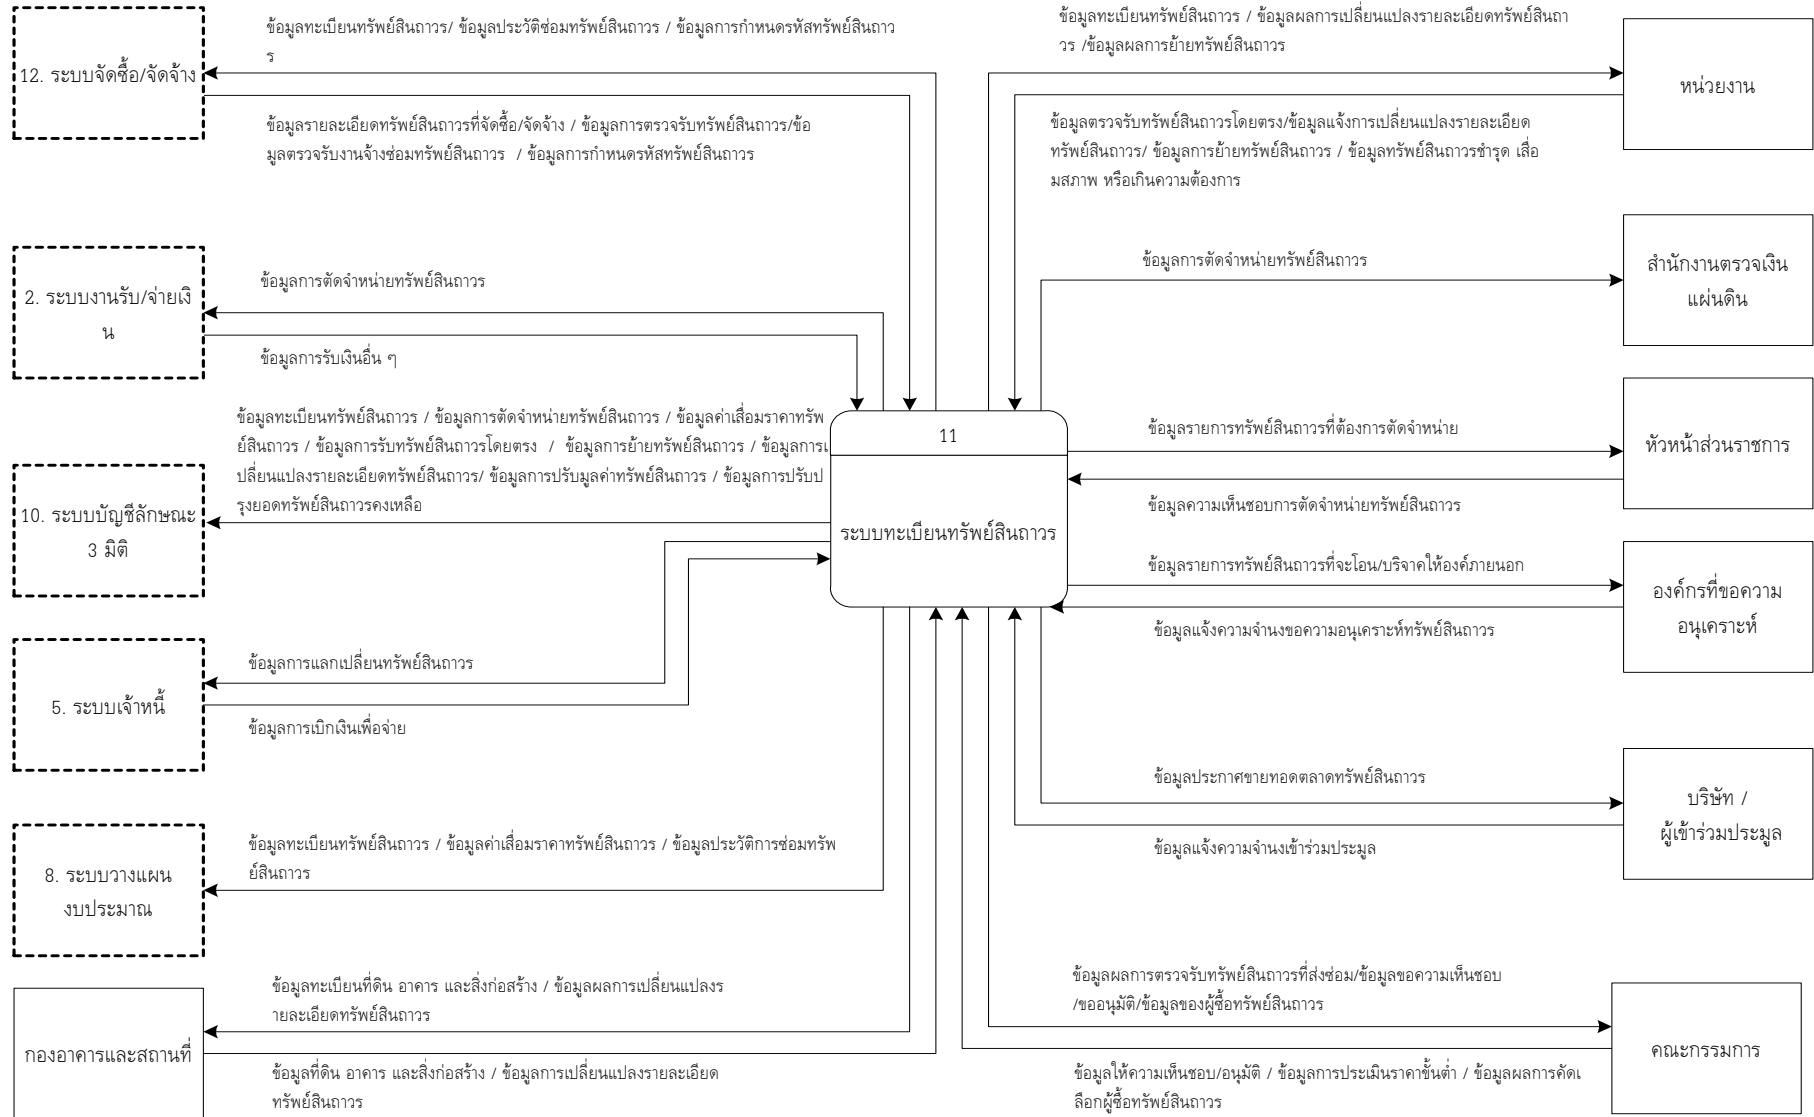 ข้อมูลทะเบียนทรัพย์สินถาวร/ ข้อมูลประวัติซ่อมทรัพย์สินถาวร / ข้อมูลการกำหนดรหัสทรัพย์สินถาว
ร
12. ระบบจัดซื้อ/จัดจ้าง
ข้อมูลรายละเอียดทรัพย์สินถาวรที่จัดซื้อ/จัดจ้าง / ข้อมูลการตรวจรับทรัพย์สินถาวร/ข้อ
มูลตรวจรับงานจ้างซ่อมทรัพย์สินถาวร / ข้อมูลการกำหนดรหัสทรัพย์สินถาวร
ข้อมูลทะเบียนทรัพย์สินถาวร / ข้อมูลผลการเปลี่ยนแปลงรายละเอียดทรัพย์สินถา
วร /ข้อมูลผลการย้ายทรัพย์สินถาวร
หน่วยงาน
ข้อมูลตรวจรับทรัพย์สินถาวรโดยตรง/ข้อมูลแจ้งการเปลี่ยนแปลงรายละเอียด
ทรัพย์สินถาวร/ ข้อมูลการย้ายทรัพย์สินถาวร / ข้อมูลทรัพย์สินถาวรชำรุด เสื่อ
มสภาพ หรือเกินความต้องการ
ข้อมูลการตัดจำหน่ายทรัพย์สินถาวร
2. ระบบงานรับ/จ่ายเงิ
น
ข้อมูลการรับเงินอื่น ๆ
ข้อมูลการตัดจำหน่ายทรัพย์สินถาวร
สำนักงานตรวจเงิน
แผ่นดิน
ข้อมูลทะเบียนทรัพย์สินถาวร / ข้อมูลการตัดจำหน่ายทรัพย์สินถาวร / ข้อมูลค่าเสื่อมราคาทรัพ
ย์สินถาวร / ข้อมูลการรับทรัพย์สินถาวรโดยตรง / ข้อมูลการย้ายทรัพย์สินถาวร / ข้อมูลการเ
ปลี่ยนแปลงรายละเอียดทรัพย์สินถาวร/ ข้อมูลการปรับมูลค่าทรัพย์สินถาวร / ข้อมูลการปรับป
รุงยอดทรัพย์สินถาวรคงเหลือ
10. ระบบบัญชีลักษณะ
3 มิติ
11
ระบบทะเบียนทรัพย์สินถาวร
ข้อมูลรายการทรัพย์สินถาวรที่ต้องการตัดจำหน่าย
หัวหน้าส่วนราชการ
ข้อมูลความเห็นชอบการตัดจำหน่ายทรัพย์สินถาวร
ข้อมูลรายการทรัพย์สินถาวรที่จะโอน/บริจาคให้องค์ภายนอก
องค์กรที่ขอความ
อนุเคราะห์
ข้อมูลแจ้งความจำนงขอความอนุเคราะห์ทรัพย์สินถาวร
ข้อมูลการแลกเปลี่ยนทรัพย์สินถาวร
5. ระบบเจ้าหนี้
ข้อมูลการเบิกเงินเพื่อจ่าย
ข้อมูลประกาศขายทอดตลาดทรัพย์สินถาวร
บริษัท /
ผู้เข้าร่วมประมูล
ข้อมูลแจ้งความจำนงเข้าร่วมประมูล
ข้อมูลทะเบียนทรัพย์สินถาวร / ข้อมูลค่าเสื่อมราคาทรัพย์สินถาวร / ข้อมูลประวัติการซ่อมทรัพ
ย์สินถาวร
8. ระบบวางแผน
งบประมาณ
ข้อมูลทะเบียนที่ดิน อาคาร และสิ่งก่อสร้าง / ข้อมูลผลการเปลี่ยนแปลงร
ายละเอียดทรัพย์สินถาวร
กองอาคารและสถานที่
ข้อมูลที่ดิน อาคาร และสิ่งก่อสร้าง / ข้อมูลการเปลี่ยนแปลงรายละเอียด
ทรัพย์สินถาวร
ข้อมูลผลการตรวจรับทรัพย์สินถาวรที่ส่งซ่อม/ข้อมูลขอความเห็นชอบ
/ขออนุมัติ/ข้อมูลของผู้ซื้อทรัพย์สินถาวร
คณะกรรมการ
ข้อมูลให้ความเห็นชอบ/อนุมัติ / ข้อมูลการประเมินราคาขั้นต่ำ / ข้อมูลผลการคัดเ
ลือกผู้ซื้อทรัพย์สินถาวร